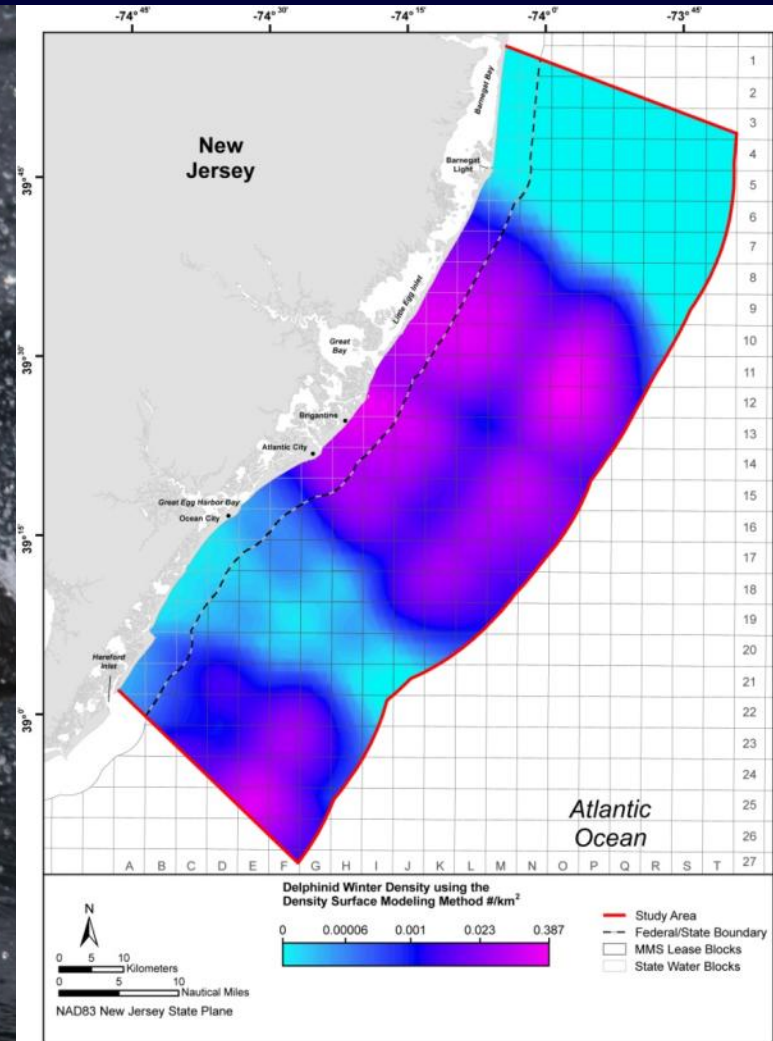 -74° 45'
-74° 30'
-74° 15'
-74° 0'
-73° 45'
39° 45'
39° 30'
39° 15'
39° 0'
New
Jersey
Barnegat Bay
Barnegat
Light
Little Egg Inlet
Great
Bay
Brigantine
Atlantic City
Great Egg Harbor Bay
Ocean City
Hereford
Inlet
Atlantic
Ocean
1
2
3
4
5
6
7
8
9
10
11
12
13
14
15
16
17
18
19
20
21
22
23
24
25
26
27
A B C D E F G H I J K L M N O P Q R S T
N
0 5 10
Kilometers
0 5 10
Nautical Miles
NAD83 New Jersey State Plane
Delphinid Winter Density using the
Density Surface Modeling Method #/km²
0 0.00006 0.001 0.023 0.387
Study Area
Federal/State Boundary
MMS Lease Blocks
State Water Blocks